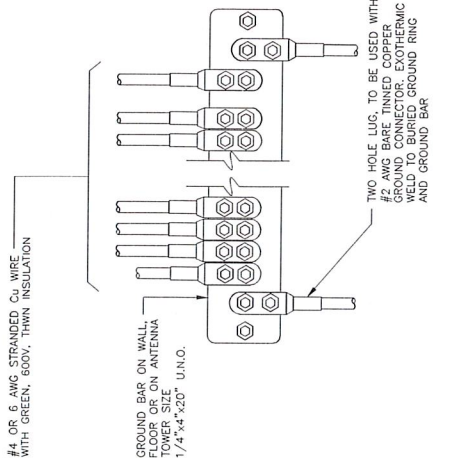 #4 OR 6 AWG STRANDED Cu WIRE
WITH GREEN, 600V, THWN INSULATION
GROUND BAR ON WALL,
FLOOR OR ON ANTENNA
TOWER SIZE
1/4"x4"x20" U.N.O.
TWO HOLE LUG, TO BE USED WITH
#2 AWG BARE TINNED COPPER
GROUND CONNECTOR. EXOTHERMIC
WELD TO BURIED GROUND RING
AND GROUND BAR